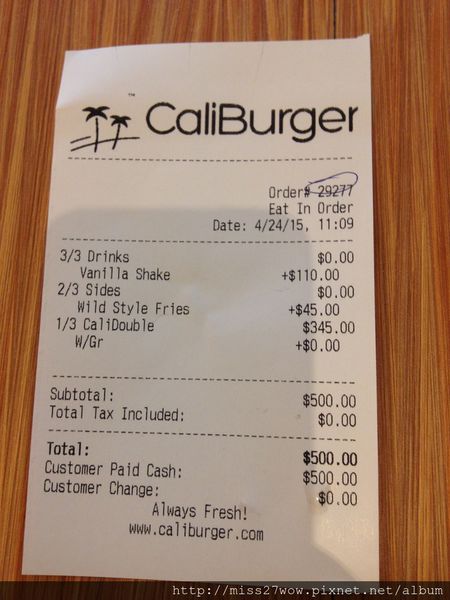 ™
CaliBurger
Order# 29277
Eat In Order
Date: 4/24/15, 11:09
3/3 Drinks $0.00
Vanilla Shake +$110.00
2/3 Sides $0.00
Wild Style Fries +$45.00
1/3 CaliDouble $345.00
W/Gr +$0.00
Subtotal: $500.00
Total Tax Included: $0.00
Total: $500.00
Customer Paid Cash: $500.00
Customer Change: $0.00
Always Fresh!
www.caliburger.com
http://miss27wow.pixnet.net/album